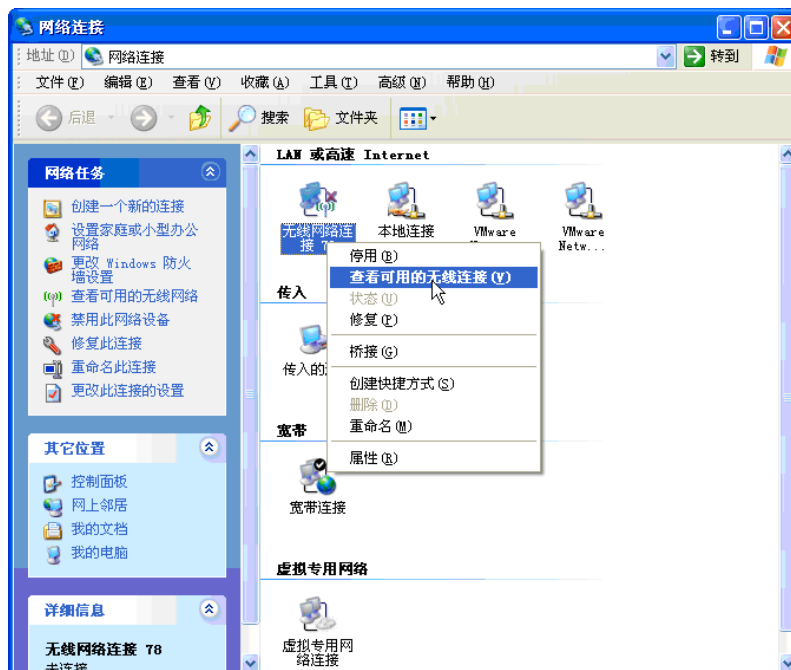 网络连接
地址(D) 网络连接 转到
文件(F) 编辑(E) 查看(V) 收藏(A) 工具(T) 高级(N) 帮助(H)
后退 搜索 文件夹
网络任务
创建一个新的连接
设置家庭或小型办公
网络
更改 Windows 防火
墙设置
查看可用的无线网络
禁用此网络设备
修复此连接
重命名此连接
更改此连接的设置
其它位置
控制面板
网上邻居
我的文档
我的电脑
详细信息
无线网络连接 78
未连接
LAN 或高速 Internet
无线网络连
接 78
本地连接
VMware
VMware
Netw...
停用(B)
查看可用的无线连接(V)
状态(U)
修复(P)
桥接(G)
创建快捷方式(S)
删除(D)
重命名(M)
属性(R)
传入
传入的
宽带
宽带连接
虚拟专用网络
虚拟专用网
络连接